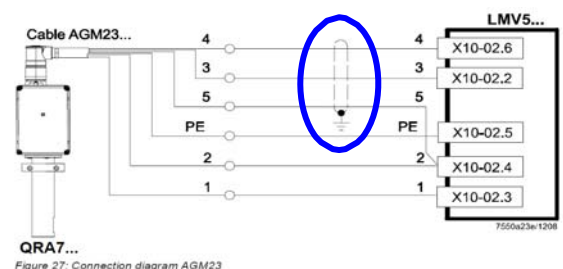 LMV5...
Cable AGM23...
4 4 X10-02.6
3 3 X10-02.2
5 5
PE PE X10-02.5
2 2 X10-02.4
1 1 X10-02.3
7550a23e/1208
QRA7...
Figure 27: Connection diagram AGM23